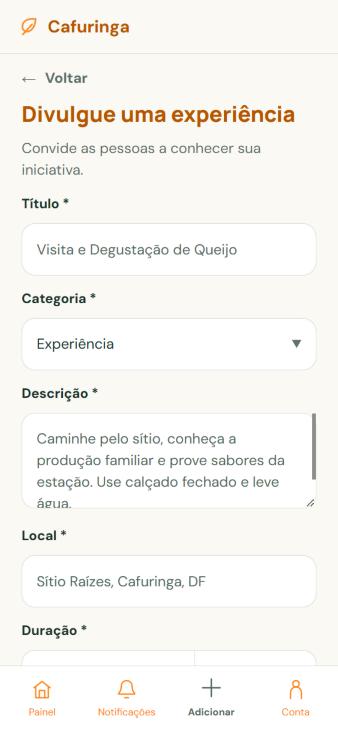 Cafuringa
← Voltar
Divulgue uma experiência
Convide as pessoas a conhecer sua
iniciativa.
Título *
Visita e Degustação de Queijo
Categoria *
Experiência
Descrição *
Caminhe pelo sítio, conheça a
produção familiar e prove sabores da
estação. Use calçado fechado e leve
água.
Local *
Sítio Raízes, Cafuringa, DF
Duração *
Painel
Notificações
Adicionar
Conta